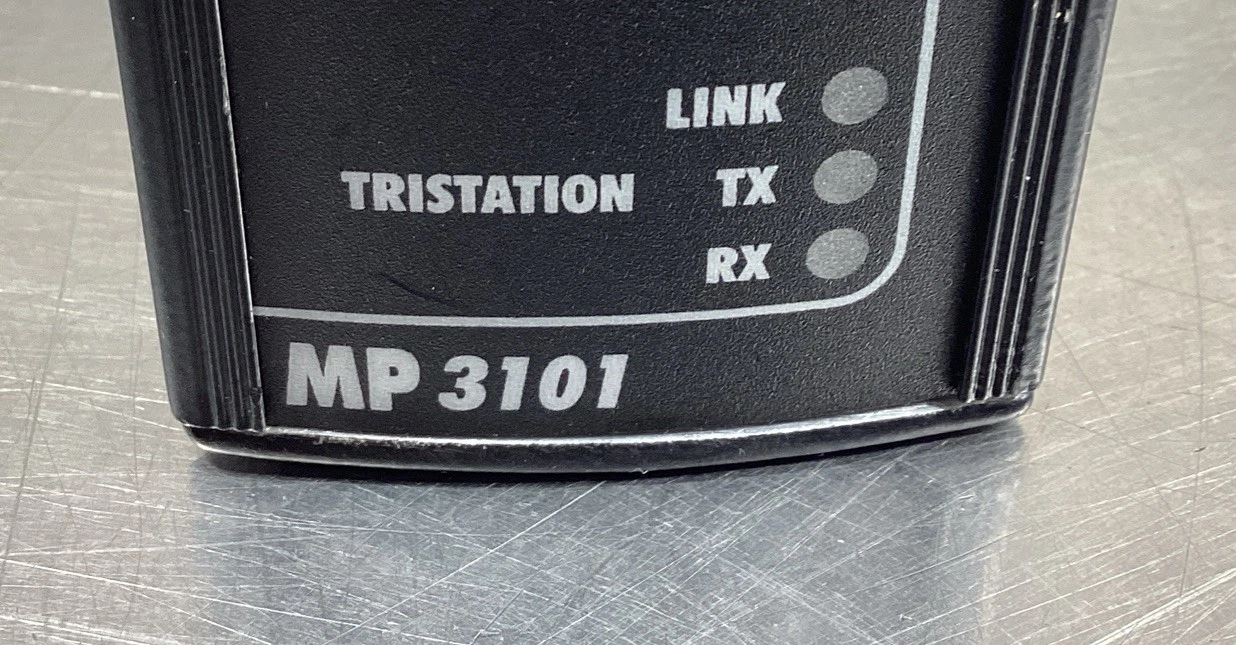 LINK
TRISTATION TX
RX
MP 3101